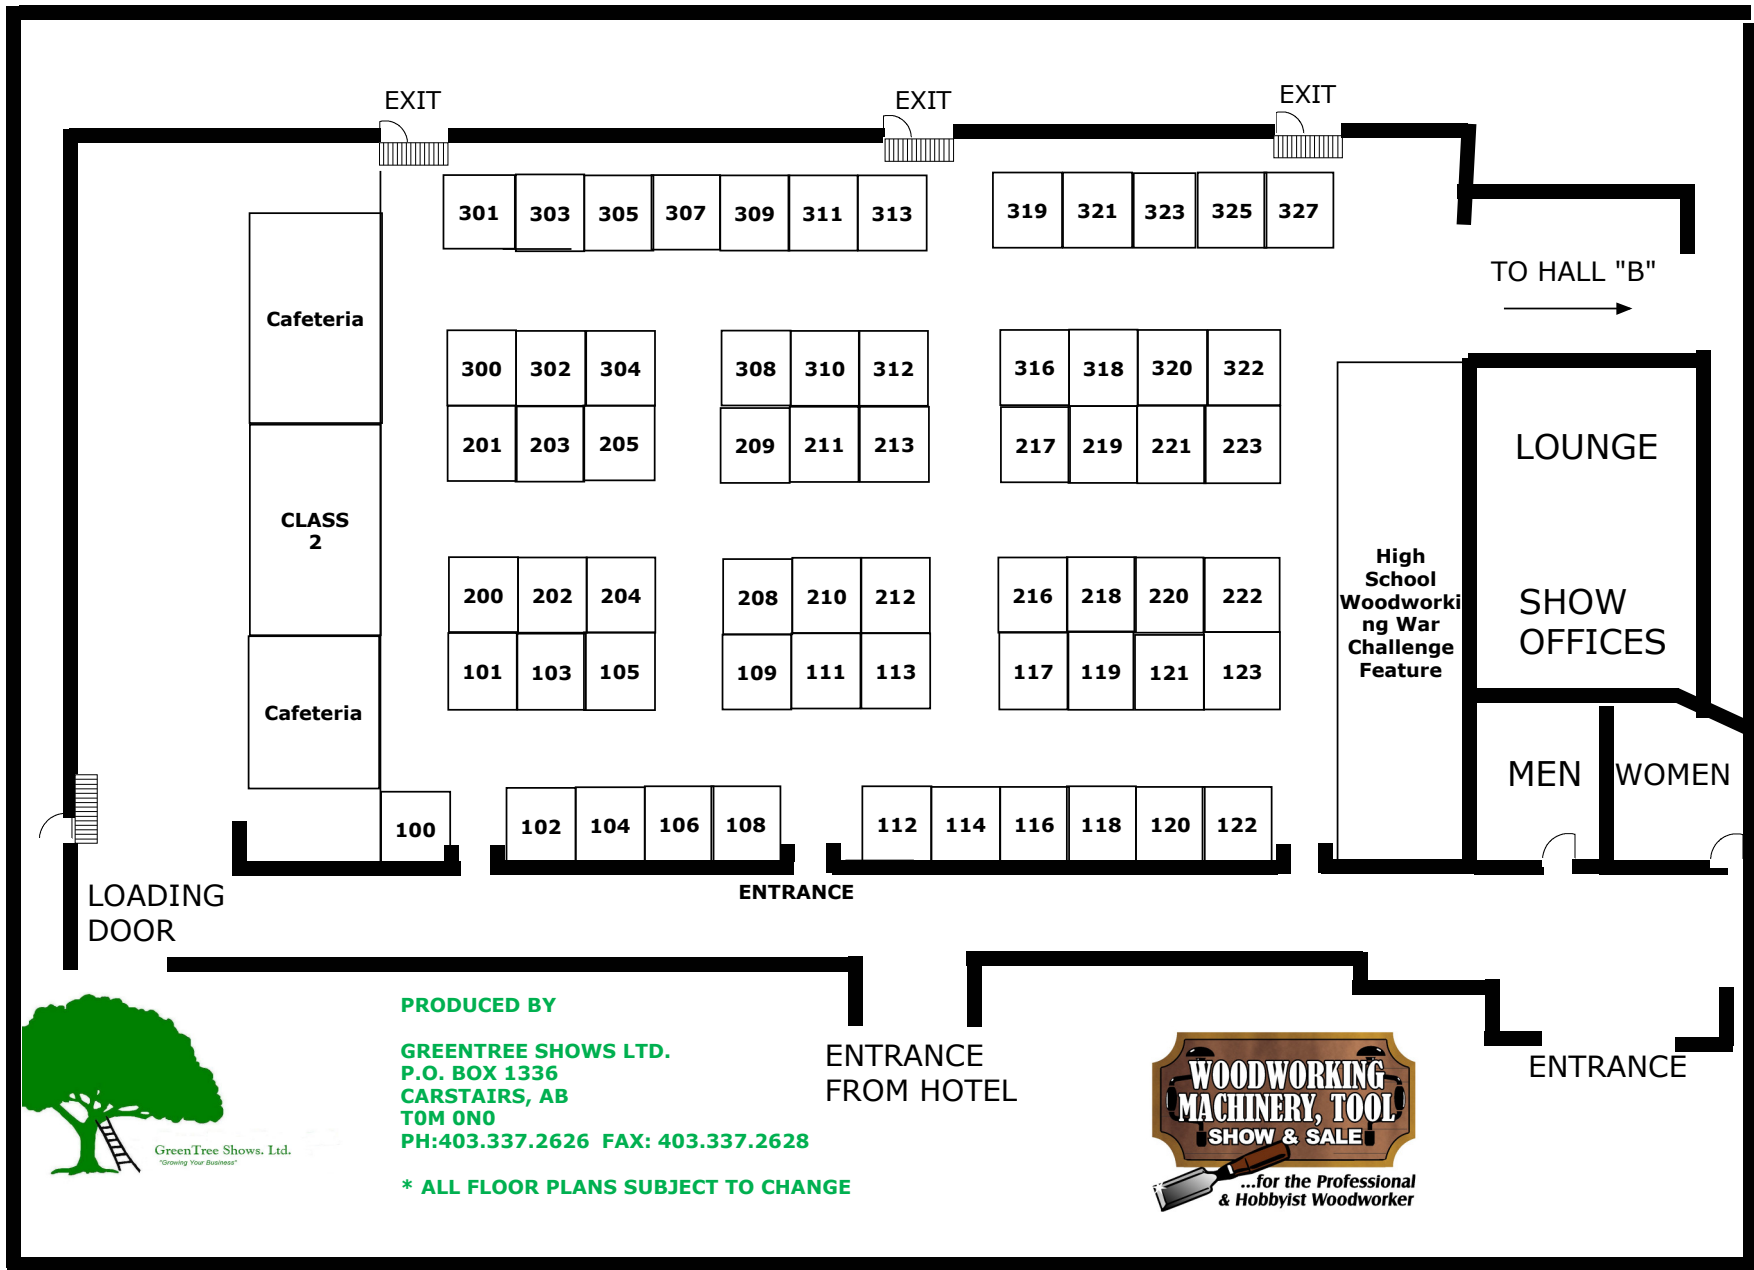 EXIT
EXIT
EXIT
301 303 305 307 309 311 313
319 321 323 325 327
TO HALL "B"
Cafeteria
300 302 304
308 310 312
316 318 320 322
201 203 205
209 211 213
217 219 221 223
LOUNGE
CLASS
2
High
School
Woodworki
ng War
Challenge
Feature
SHOW
OFFICES
200 202 204
208 210 212
216 218 220 222
101 103 105
109 111 113
117 119 121 123
Cafeteria
MEN
WOMEN
100
102 104 106 108
112 114 116 118 120 122
LOADING
DOOR
ENTRANCE
PRODUCED BY
GREENTREE SHOWS LTD.
P.O. BOX 1336
CARSTAIRS, AB
T0M 0N0
PH:403.337.2626 FAX: 403.337.2628
* ALL FLOOR PLANS SUBJECT TO CHANGE
GreenTree Shows. Ltd.
"Growing Your Business"
ENTRANCE
FROM HOTEL
WOODWORKING
MACHINERY, TOOL
SHOW & SALE
...for the Professional
& Hobbyist Woodworker
ENTRANCE